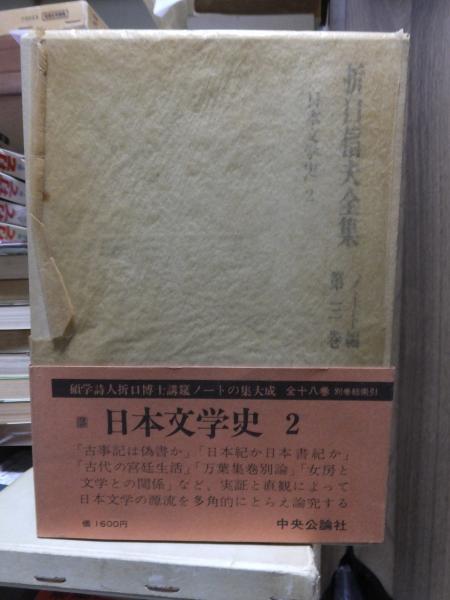 折口信夫全集 ノート編 第三巻
日本文学史 2
碩学詩人折口博士講筵ノートの集大成 全十八巻 別巻総索引
日本文学史 2
「古事記は偽書か」「日本紀か日本書紀か」
「古代の宮廷生活」「万葉集巻別論」「女房と
文学との関係」など、実証と直観によって
日本文学の源流を多角的にとらえ論究する
価1600円
中央公論社